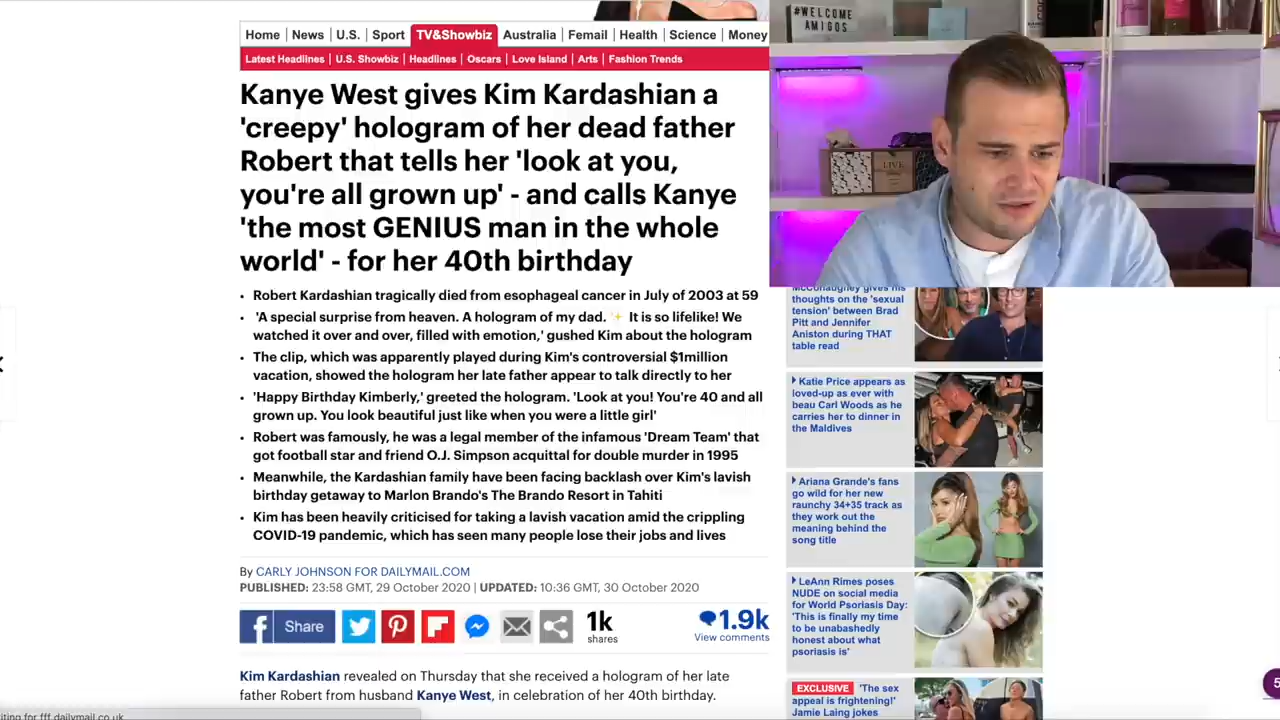 #WELCOME
AMIGOS
LIVE
Home | News | U.S. | Sport | TV&Showbiz | Australia | Femail | Health | Science | Money
Latest Headlines | U.S. Showbiz | Headlines | Oscars | Love Island | Arts | Fashion Trends
Kanye West gives Kim Kardashian a
'creepy' hologram of her dead father
Robert that tells her 'look at you,
you're all grown up' - and calls Kanye
'the most GENIUS man in the whole
world' - for her 40th birthday
• Robert Kardashian tragically died from esophageal cancer in July of 2003 at 59
• 'A special surprise from heaven. A hologram of my dad. ✨ It is so lifelike! We
watched it over and over, filled with emotion,' gushed Kim about the hologram
• The clip, which was apparently played during Kim's controversial $1million
vacation, showed the hologram her late father appear to talk directly to her
• 'Happy Birthday Kimberly,' greeted the hologram. 'Look at you! You're 40 and all
grown up. You look beautiful just like when you were a little girl'
• Robert was famously, he was a legal member of the infamous 'Dream Team' that
got football star and friend O.J. Simpson acquittal for double murder in 1995
• Meanwhile, the Kardashian family have been facing backlash over Kim's lavish
birthday getaway to Marlon Brando's The Brando Resort in Tahiti
• Kim has been heavily criticised for taking a lavish vacation amid the crippling
COVID-19 pandemic, which has seen many people lose their jobs and lives
By CARLY JOHNSON FOR DAILYMAIL.COM
PUBLISHED: 23:58 GMT, 29 October 2020 | UPDATED: 10:36 GMT, 30 October 2020
Share
1k
shares
1.9k
View comments
Kim Kardashian revealed on Thursday that she received a hologram of her late
father Robert from husband Kanye West, in celebration of her 40th birthday.
McConaughey gives his
thoughts on the 'sexual
tension' between Brad
Pitt and Jennifer
Aniston during THAT
table read
Katie Price appears as
loved-up as ever with
beau Carl Woods as he
carries her to dinner in
the Maldives
Ariana Grande's fans
go wild for her new
raunchy 34+35 track as
they work out the
meaning behind the
song title
LeAnn Rimes poses
NUDE on social media
for World Psoriasis Day:
'This is finally my time
to be unabashedly
honest about what
psoriasis is'
EXCLUSIVE 'The sex
appeal is frightening!'
Jamie Laing jokes
5
iting for fff.dailymail.co.uk